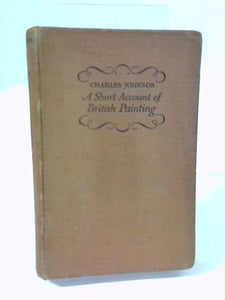 CHARLES JOHNSON
A Short Account of
British Painting